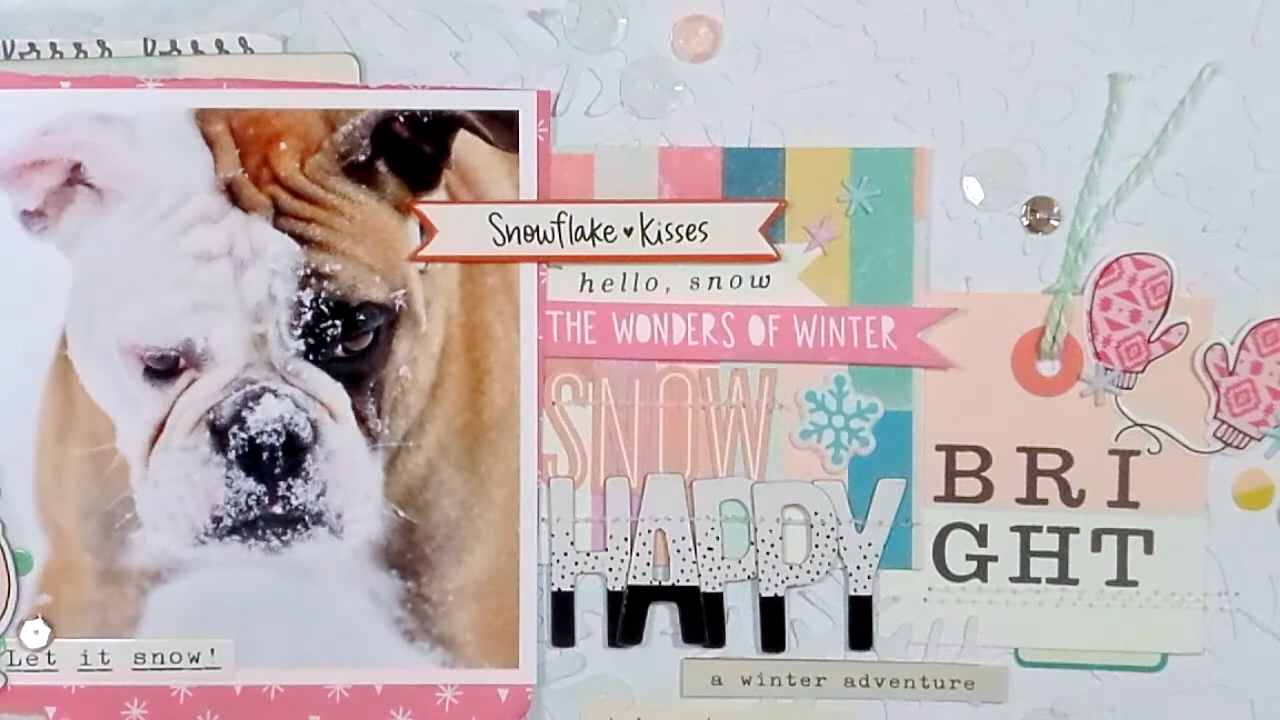 Snowflake ♥ Kisses
hello, snow
THE WONDERS OF WINTER
SNOW
HAPPY
BRI
GHT
Let it snow!
a winter adventure